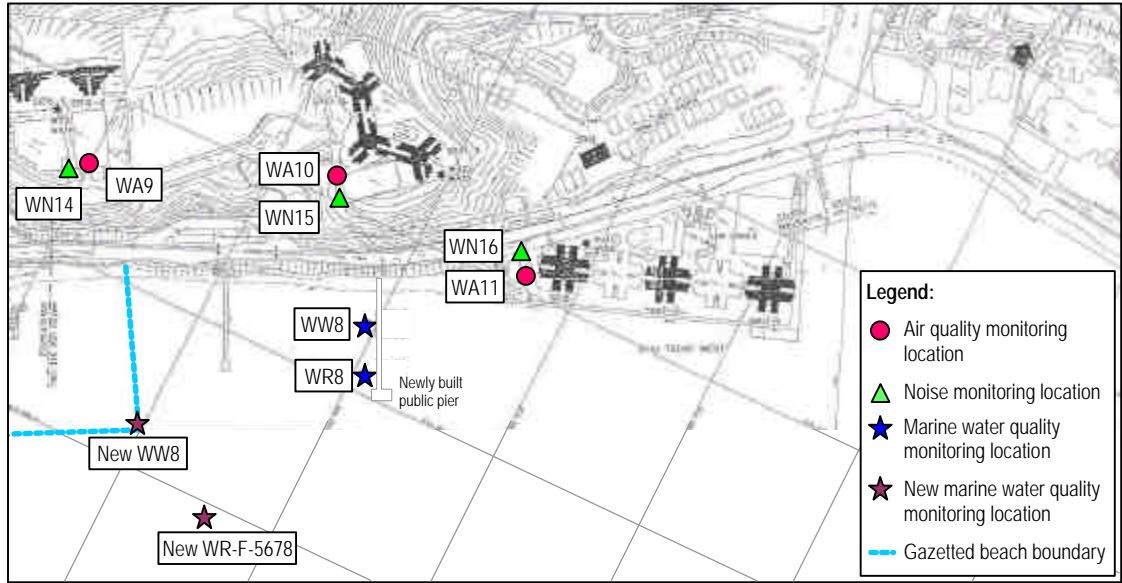 WA9
WN14
WA10
WN15
WN16
WA11
WW8
WR8
Newly built
public pier
New WW8
New WR-F-5678
Legend:
Air quality monitoring
location
Noise monitoring location
Marine water quality
monitoring location
New marine water quality
monitoring location
Gazetted beach boundary